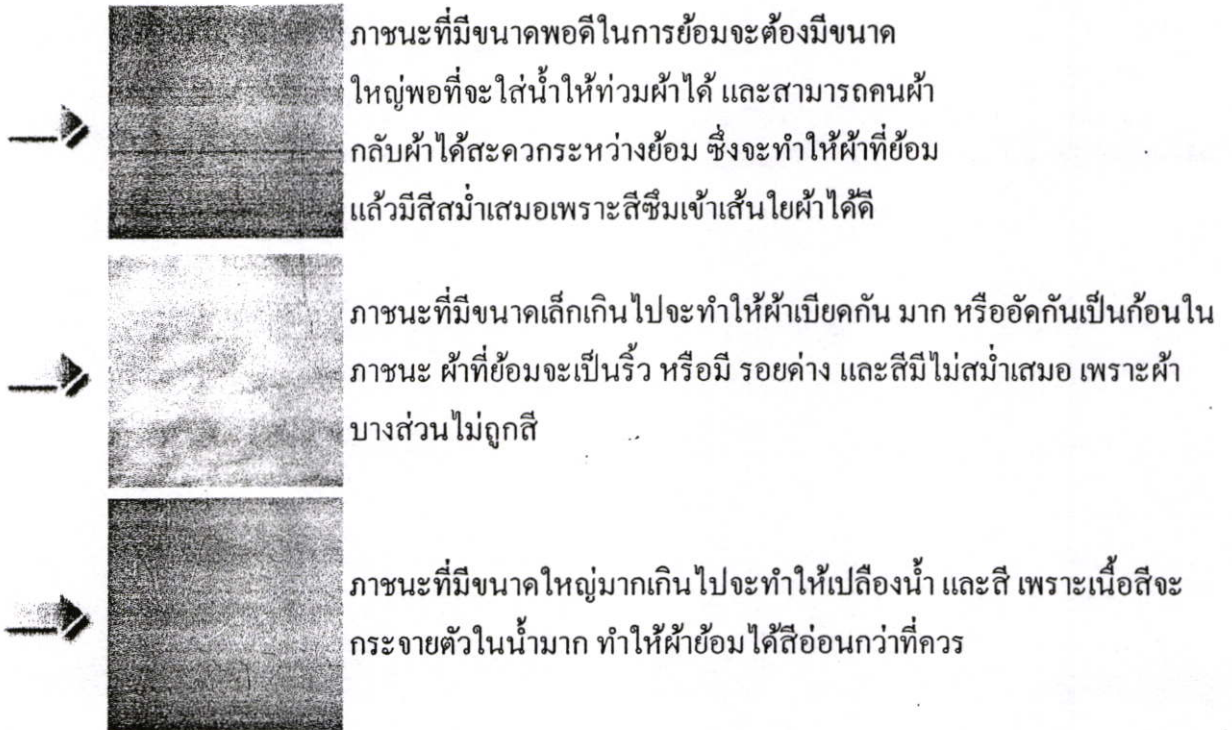 ภาชนะที่มีขนาดพอดีในการย้อมจะต้องมีขนาด
ใหญ่พอที่จะใส่น้ำให้ท่วมผ้าได้ และสามารถคนผ้า
กลับผ้าได้สะดวกระหว่างย้อม ซึ่งจะทำให้ผ้าที่ย้อม
แล้วมีสีสม่ำเสมอเพราะสีซึมเข้าเส้นใยผ้าได้ดี
ภาชนะที่มีขนาดเล็กเกินไปจะทำให้ผ้าเบียดกัน มาก หรืออัดกันเป็นก้อนใน
ภาชนะ ผ้าที่ย้อมจะเป็นริ้ว หรือมี รอยด่าง และสีมีไม่สม่ำเสมอ เพราะผ้า
บางส่วนไม่ถูกสี
ภาชนะที่มีขนาดใหญ่มากเกินไปจะทำให้เปลืองน้ำ และสี เพราะเนื้อสีจะ
กระจายตัวในน้ำมาก ทำให้ผ้าย้อมได้สีอ่อนกว่าที่ควร